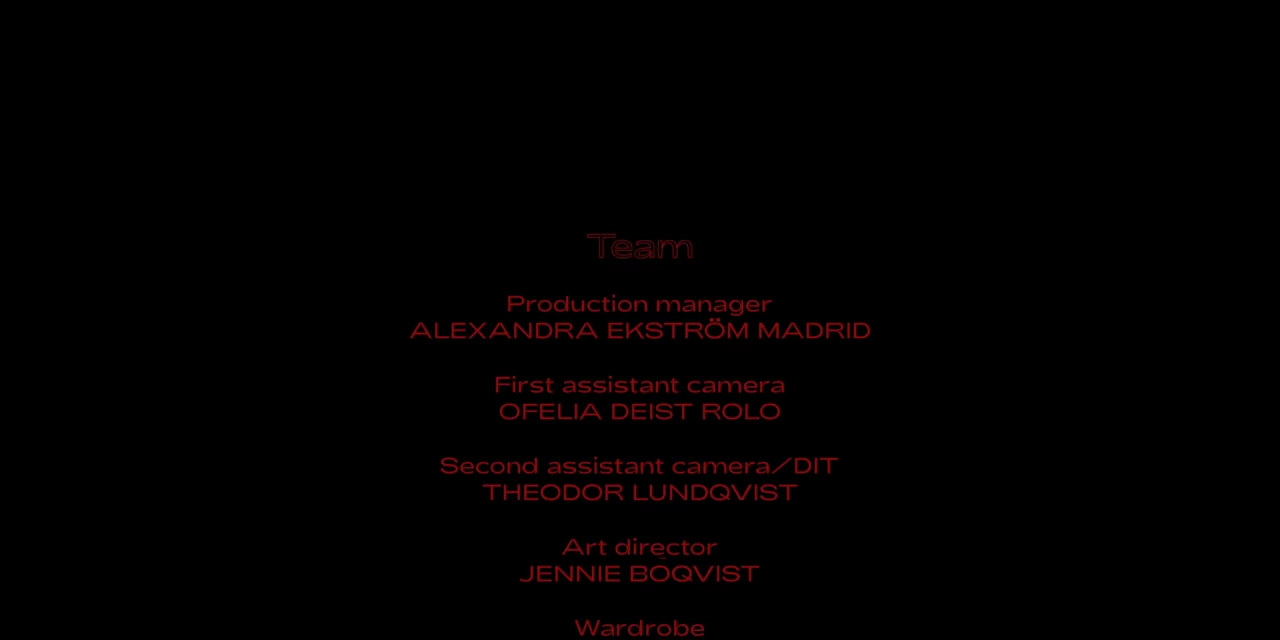 Team
Production manager
ALEXANDRA EKSTRÖM MADRID
First assistant camera
OFELIA DEIST ROLO
Second assistant camera/DIT
THEODOR LUNDQVIST
Art director
JENNIE BÖQVIST
Wardrobe